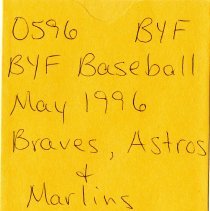 0596 BYF
BYF Baseball
May 1996
Braves, Astros
&
Marlins